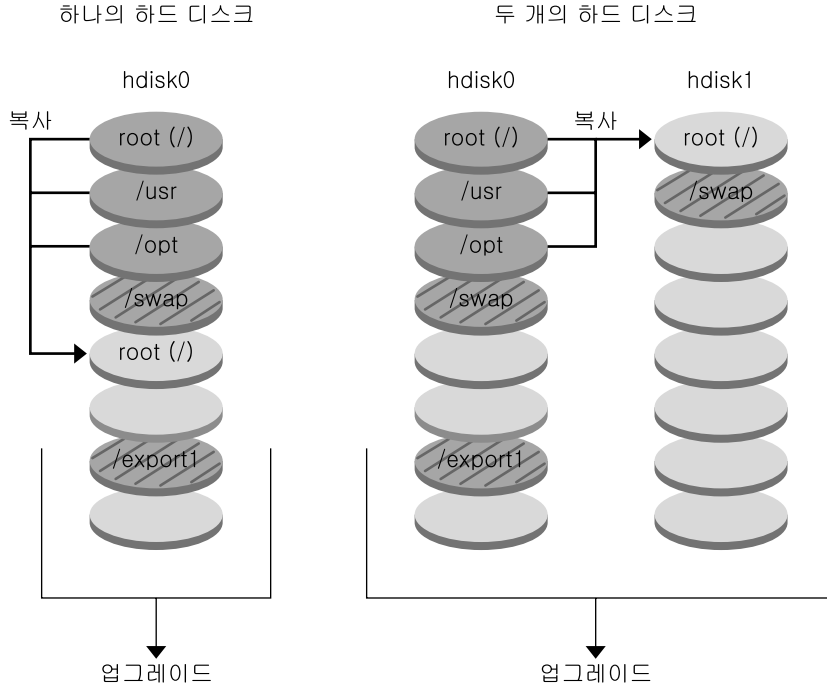 하나의 하드 디스크
hdisk0
복사
root (/)
/usr
/opt
/swap
root (/)
/export1
업그레이드
두 개의 하드 디스크
hdisk0
hdisk1
복사
root (/)
/usr
/opt
/swap
/export1
root (/)
/swap
업그레이드